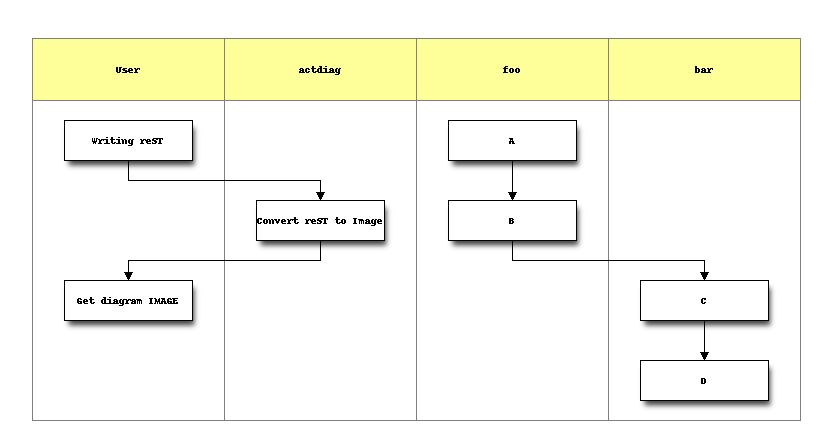 User
actdiag
foo
bar
Writing reST
A
Convert reST to Image
B
Get diagram IMAGE
C
D